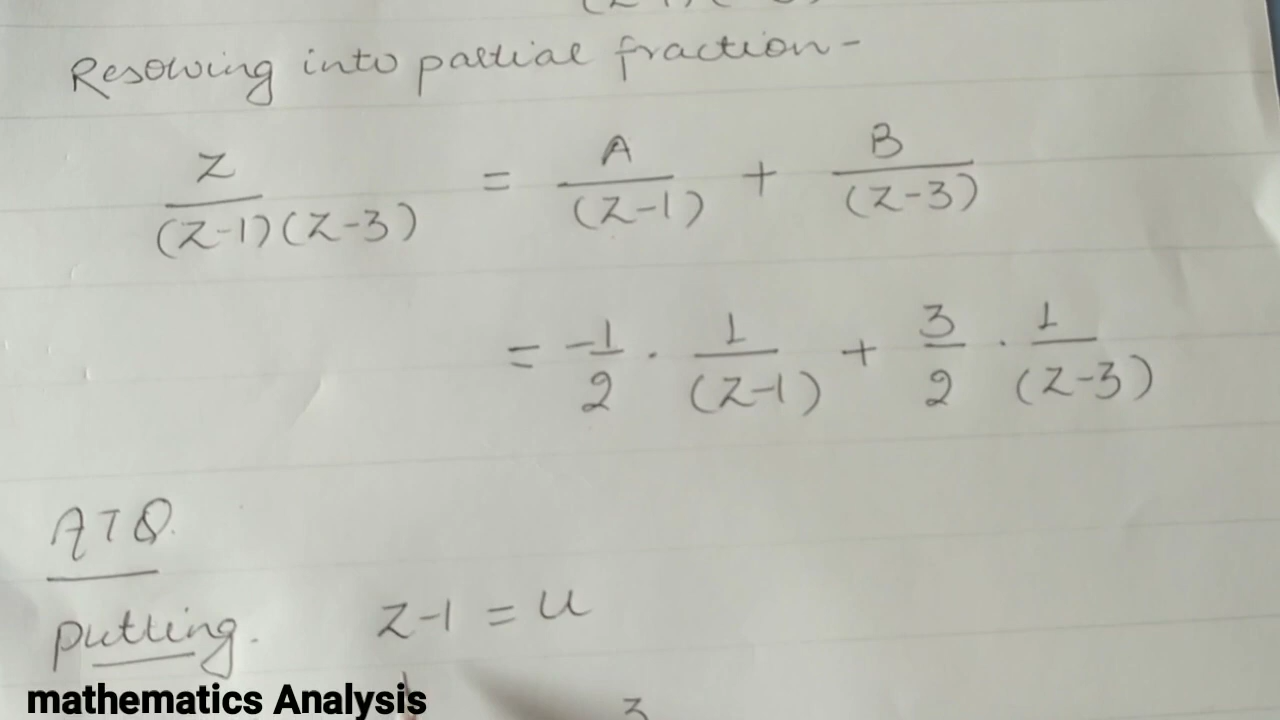 Resolving into partial fraction -
z/((z-1)(z-3)) = A/(z-1) + B/(z-3)
= -1/2 · 1/(z-1) + 3/2 · 1/(z-3)
ATQ.
putting. z-1 = u
mathematics Analysis